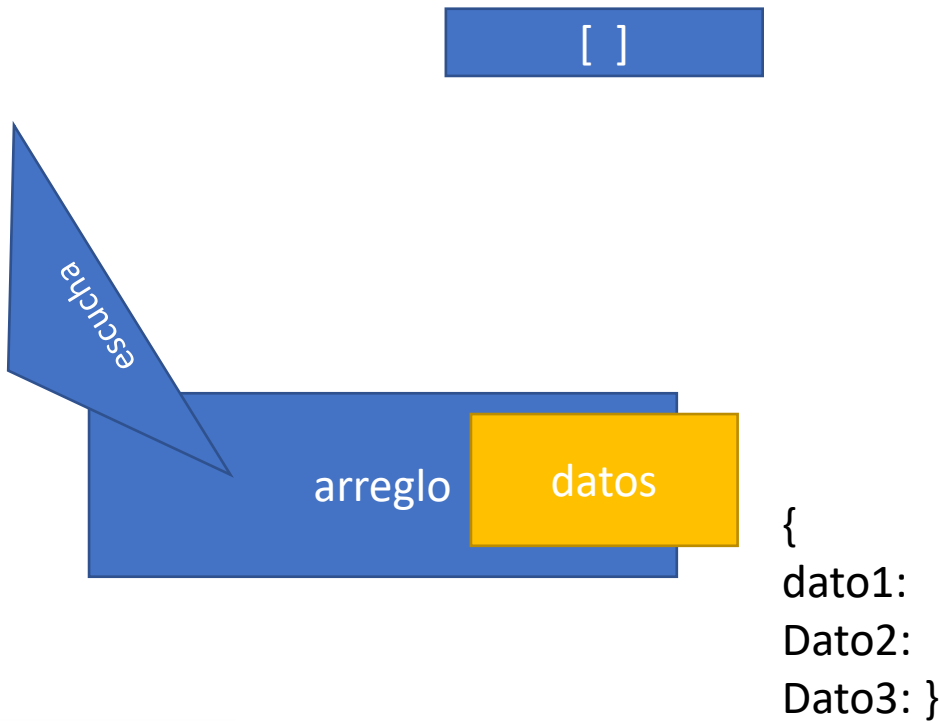 [ ]
escucha
arreglo
datos
{
dato1:
Dato2:
Dato3: }